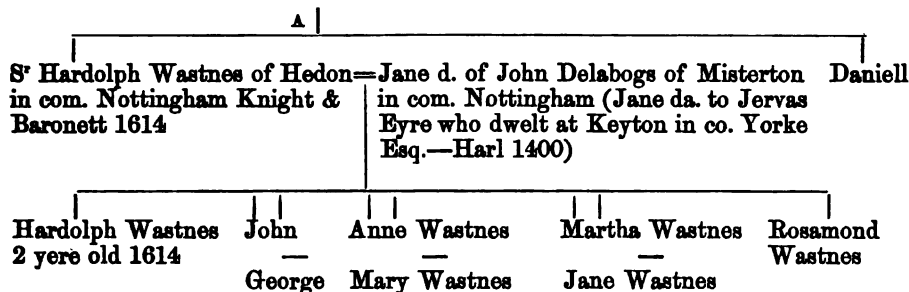 A
Sr Hardolph Wastnes of Hedon=Jane d. of John Delabogs of Misterton Daniell
in com. Nottingham Knight & in com. Nottingham (Jane da. to Jervas
Baronett 1614 Eyre who dwelt at Keyton in co. Yorke
Esq.—Harl 1400)
Hardolph Wastnes John Anne Wastnes Martha Wastnes Rosamond
2 yere old 1614 — — — Wastnes
George Mary Wastnes Jane Wastnes